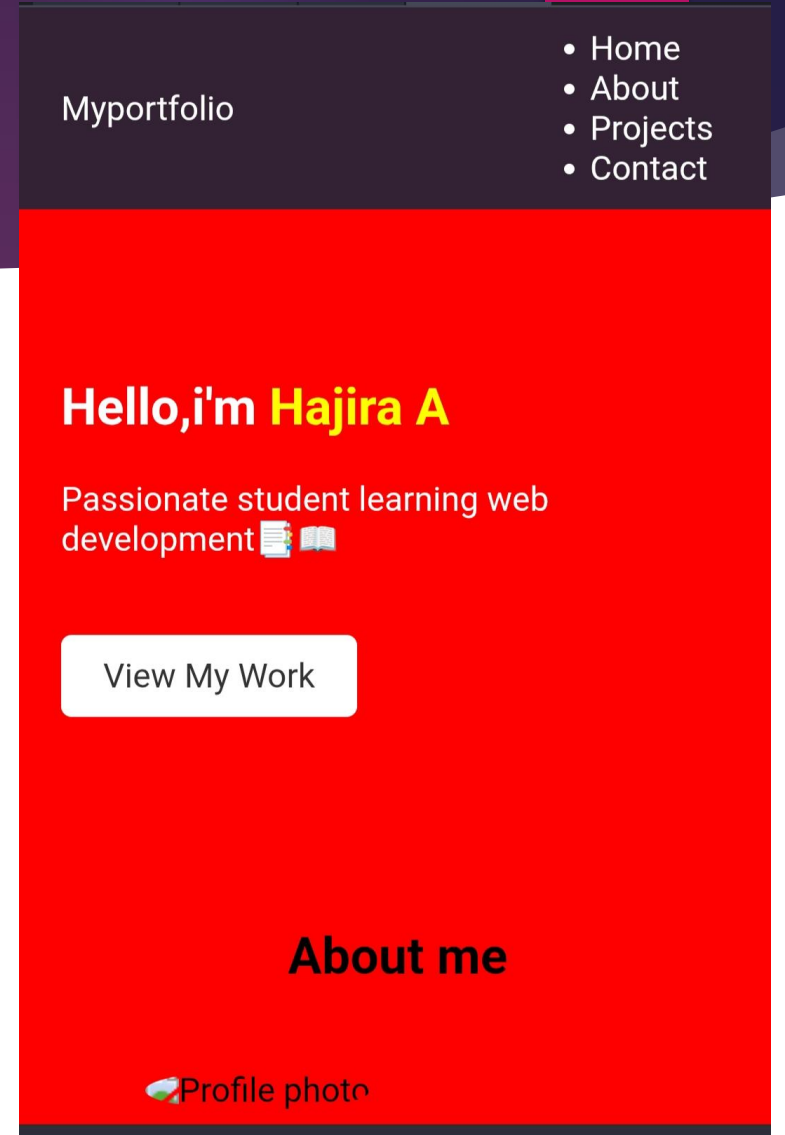 Myportfolio
Home
About
Projects
Contact
Hello,i'm Hajira A
Passionate student learning web
development📑📖
View My Work
About me
Profile photo